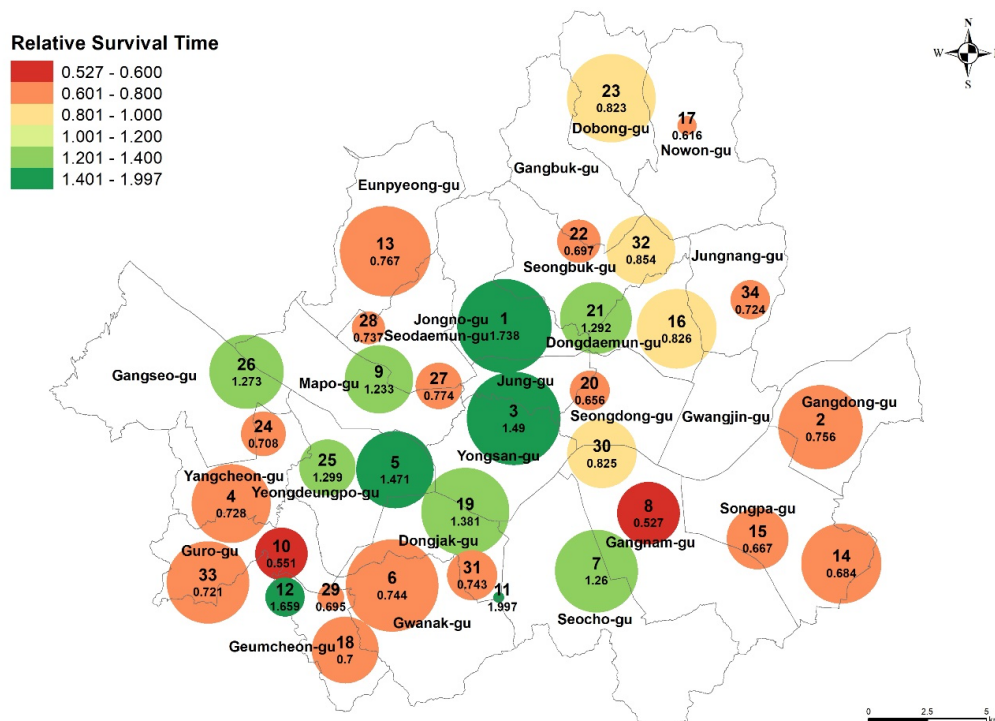 Relative Survival Time
0.527 - 0.600
0.601 - 0.800
0.801 - 1.000
1.001 - 1.200
1.201 - 1.400
1.401 - 1.997
N
W
S
23
0.823
Dobong-gu
17
0.616
Nowon-gu
Gangbuk-gu
Eunpyeong-gu
13
0.767
22
0.697
Seongbuk-gu
32
0.854
Jungnang-gu
34
0.724
28
0.737
Jongno-gu
Seodaemun-gu
1
1.738
21
1.292
Dongdaemun-gu
16
0.826
26
1.273
Gangseo-gu
9
1.233
Mapo-gu
27
0.774
Jung-gu
20
0.656
Seongdong-gu
Gwangjin-gu
Gangdong-gu
2
0.756
3
1.49
Yongsan-gu
24
0.708
25
1.299
Yeongdeungpo-gu
5
1.471
30
0.825
Yangcheon-gu
4
0.728
19
1.381
Dongjak-gu
8
0.527
Gangnam-gu
Songpa-gu
15
0.667
14
0.684
Guro-gu
33
0.721
10
0.551
12
1.659
29
0.695
6
0.744
Gwanak-gu
31
0.743
11
1.997
7
1.26
Seocho-gu
Geumcheon-gu
18
0.7
0
2.5
5